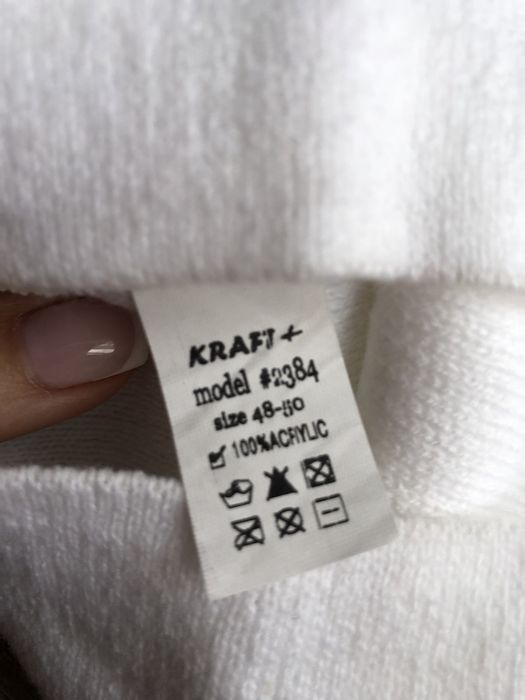 KRAFT+
model #2384
size 48-50
100%ACRYLIC